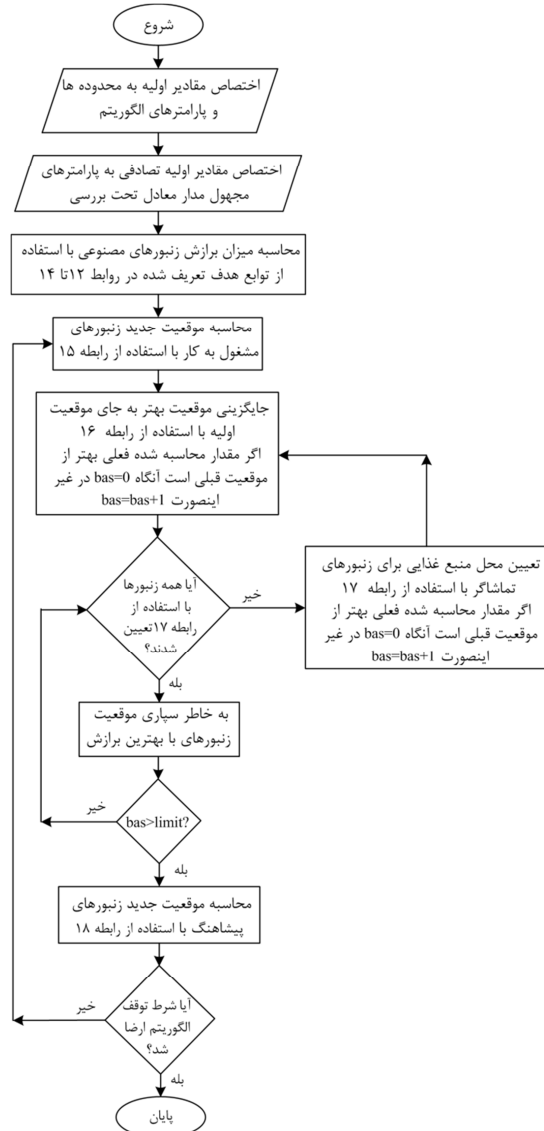 شروع
اختصاص مقادیر اولیه به محدوده ها
و پارامترهای الگوریتم
اختصاص مقادیر اولیه تصادفی به پارامترهای
مجهول مدار معادل تحت بررسی
محاسبه میزان برازش زنبورهای مصنوعی با استفاده
از توابع هدف تعریف شده در روابط ۱۲تا ۱۴
محاسبه موقعیت جدید زنبورهای
مشغول به کار با استفاده از رابطه ۱۵
جایگزینی موقعیت بهتر به جای موقعیت
اولیه با استفاده از رابطه ۱۶
اگر مقدار محاسبه شده فعلی بهتر از
موقعیت قبلی است آنگاه bas=0 در غیر
اینصورت bas=bas+1
آیا همه زنبورها
با استفاده
از
رابطه ۱۷تعیین
شدند؟
خیر
تعیین محل منبع غذایی برای زنبورهای
تماشاگر با استفاده از رابطه ۱۷
اگر مقدار محاسبه شده فعلی بهتر از
موقعیت قبلی است آنگاه bas=0 در غیر
اینصورت bas=bas+1
بله
به خاطر سپاری موقعیت
زنبورهای با بهترین برازش
bas>limit?
خیر
بله
محاسبه موقعیت جدید زنبورهای
پیشاهنگ با استفاده از رابطه ۱۸
آیا شرط توقف
الگوریتم ارضا
شد؟
خیر
بله
پایان